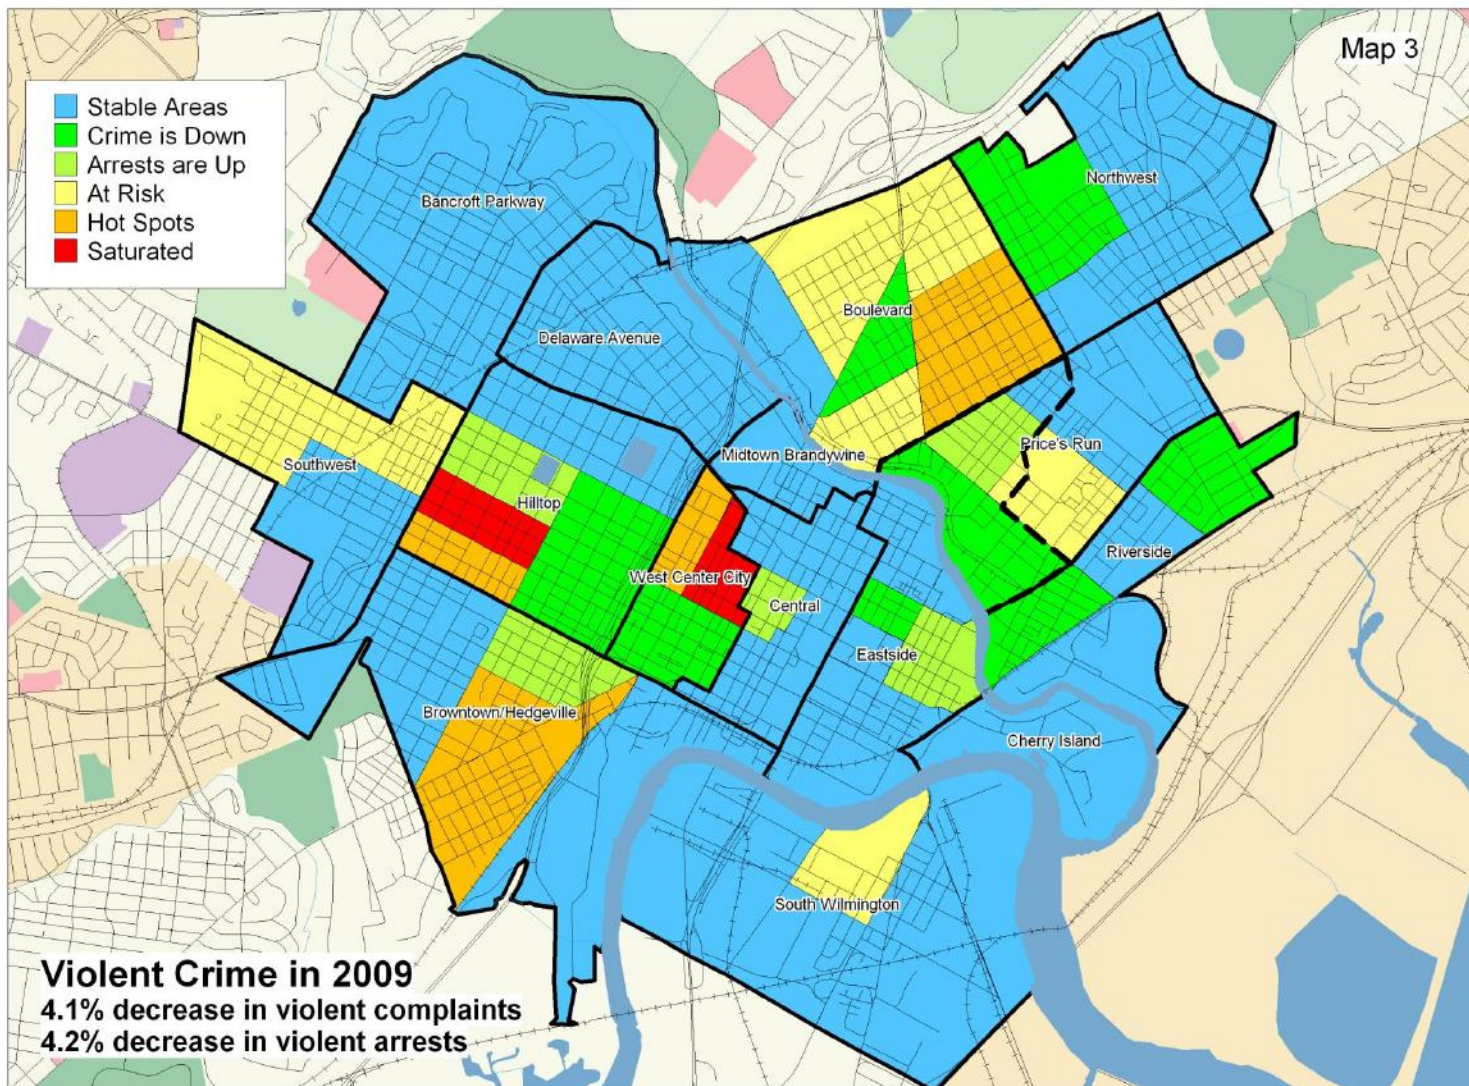 Map 3
Stable Areas
Crime is Down
Arrests are Up
At Risk
Hot Spots
Saturated
Northwest
Bancroft Parkway
Boulevard
Delaware Avenue
Price's Run
Midtown Brandywine
Southwest
Hilltop
Riverside
West Center City
Central
Eastside
Browntown/Hedgeville
Cherry Island
South Wilmington
Violent Crime in 2009
4.1% decrease in violent complaints
4.2% decrease in violent arrests